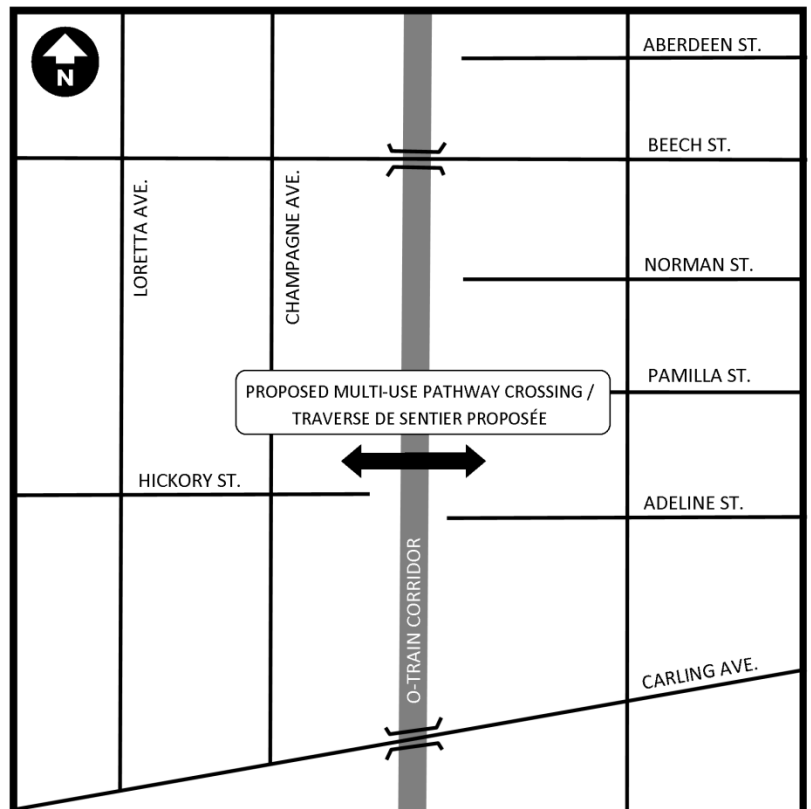 N
ABERDEEN ST.
BEECH ST.
LORETTA AVE.
CHAMPAGNE AVE.
NORMAN ST.
PAMILLA ST.
PROPOSED MULTI-USE PATHWAY CROSSING /
TRAVERSE DE SENTIER PROPOSÉE
HICKORY ST.
ADELINE ST.
O-TRAIN CORRIDOR
CARLING AVE.